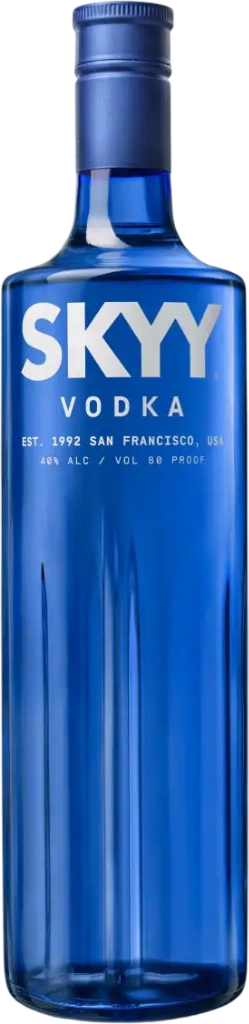 SKYY
VODKA
EST. 1992 SAN FRANCISCO, USA
40% ALC / VOL 80 PROOF